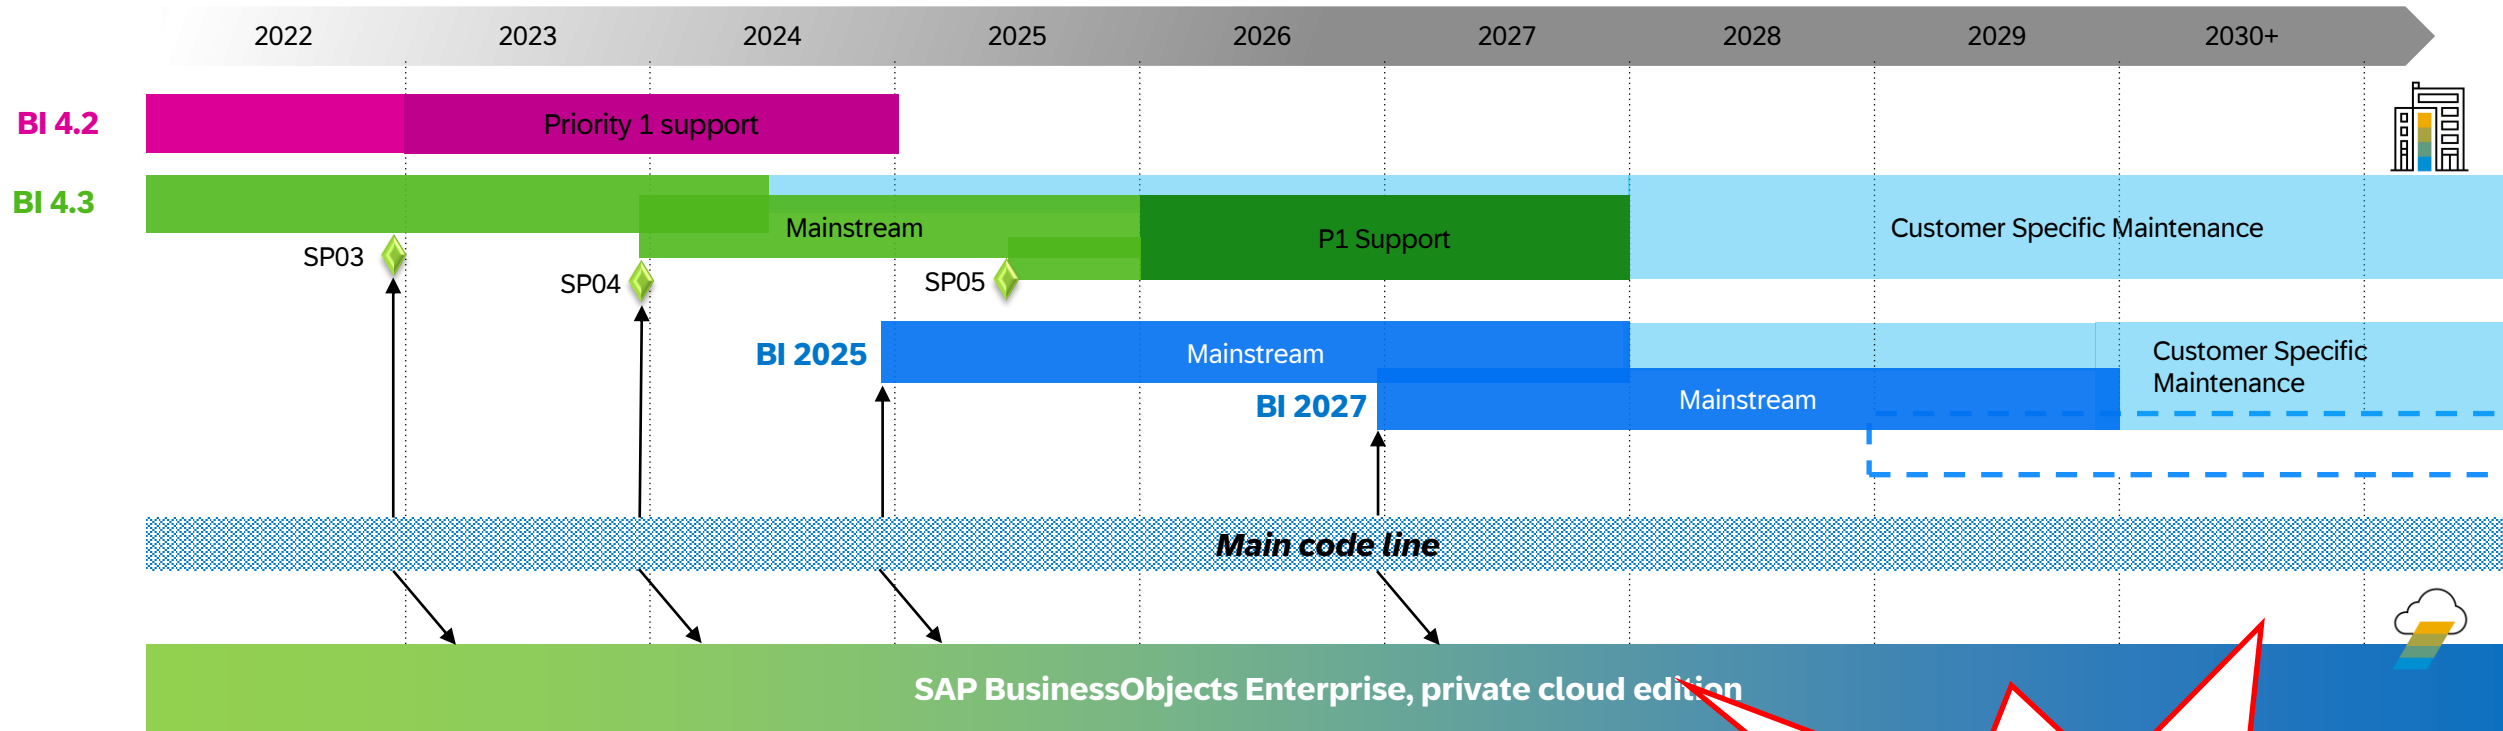 2022 2023 2024 2025 2026 2027 2028 2029 2030+
BI 4.2
Priority 1 support
BI 4.3
Mainstream
P1 Support
Customer Specific Maintenance
SP03
SP04
SP05
BI 2025
Mainstream
Customer Specific
Maintenance
BI 2027
Mainstream
Main code line
SAP BusinessObjects Enterprise, private cloud edition